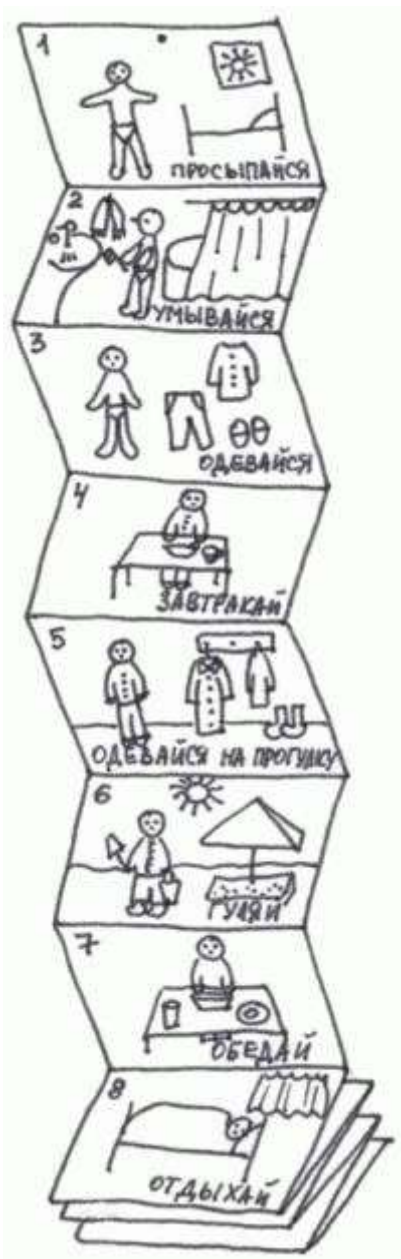 1
ПРОСЫПАЙСЯ
2
УМЫВАЙСЯ
3
ОДЕВАЙСЯ
4
ЗАВТРАКАЙ
5
ОДЕВАЙСЯ НА ПРОГУЛКУ
6
ГУЛЯЙ
7
ОБЕДАЙ
8
ОТДЫХАЙ